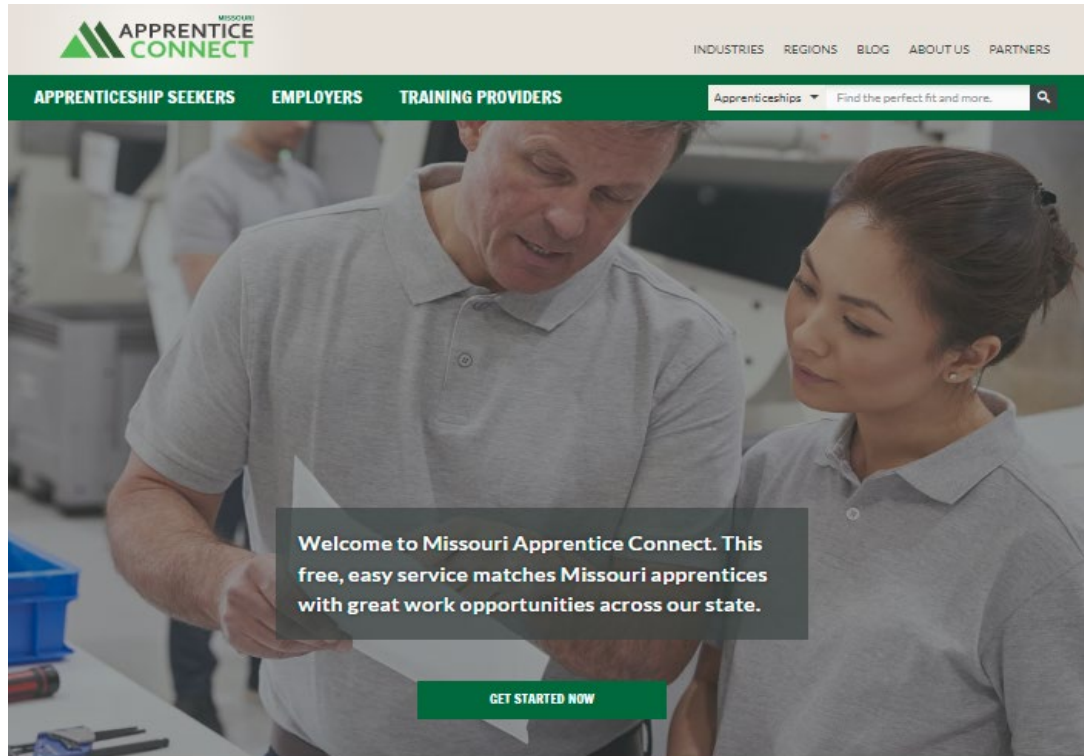 MISSOURI
APPRENTICE
CONNECT
INDUSTRIES REGIONS BLOG ABOUT US PARTNERS
APPRENTICESHIP SEEKERS EMPLOYERS TRAINING PROVIDERS
Apprenticeships Find the perfect fit and more.
Welcome to Missouri Apprentice Connect. This
free, easy service matches Missouri apprentices
with great work opportunities across our state.
GET STARTED NOW